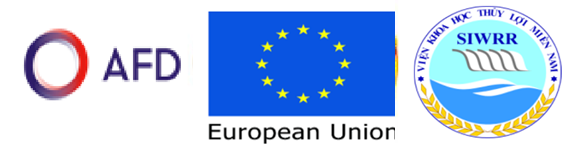 AFD
European Union
VIỆN KHOA HỌC THỦY LỢI MIỀN NAM
SIWRR